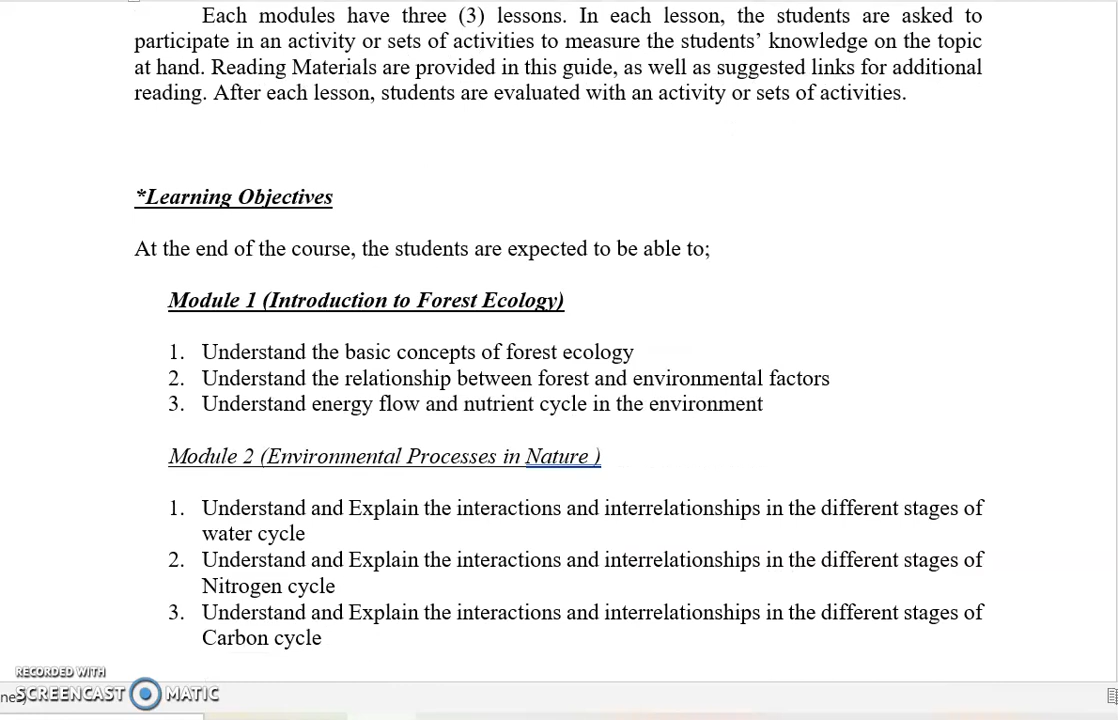 Each modules have three (3) lessons. In each lesson, the students are asked to
participate in an activity or sets of activities to measure the students’ knowledge on the topic
at hand. Reading Materials are provided in this guide, as well as suggested links for additional
reading. After each lesson, students are evaluated with an activity or sets of activities.
*Learning Objectives
At the end of the course, the students are expected to be able to;
Module 1 (Introduction to Forest Ecology)
1. Understand the basic concepts of forest ecology
2. Understand the relationship between forest and environmental factors
3. Understand energy flow and nutrient cycle in the environment
Module 2 (Environmental Processes in Nature )
1. Understand and Explain the interactions and interrelationships in the different stages of
water cycle
2. Understand and Explain the interactions and interrelationships in the different stages of
Nitrogen cycle
3. Understand and Explain the interactions and interrelationships in the different stages of
Carbon cycle
RECORDED WITH
SCREENCAST MATIC